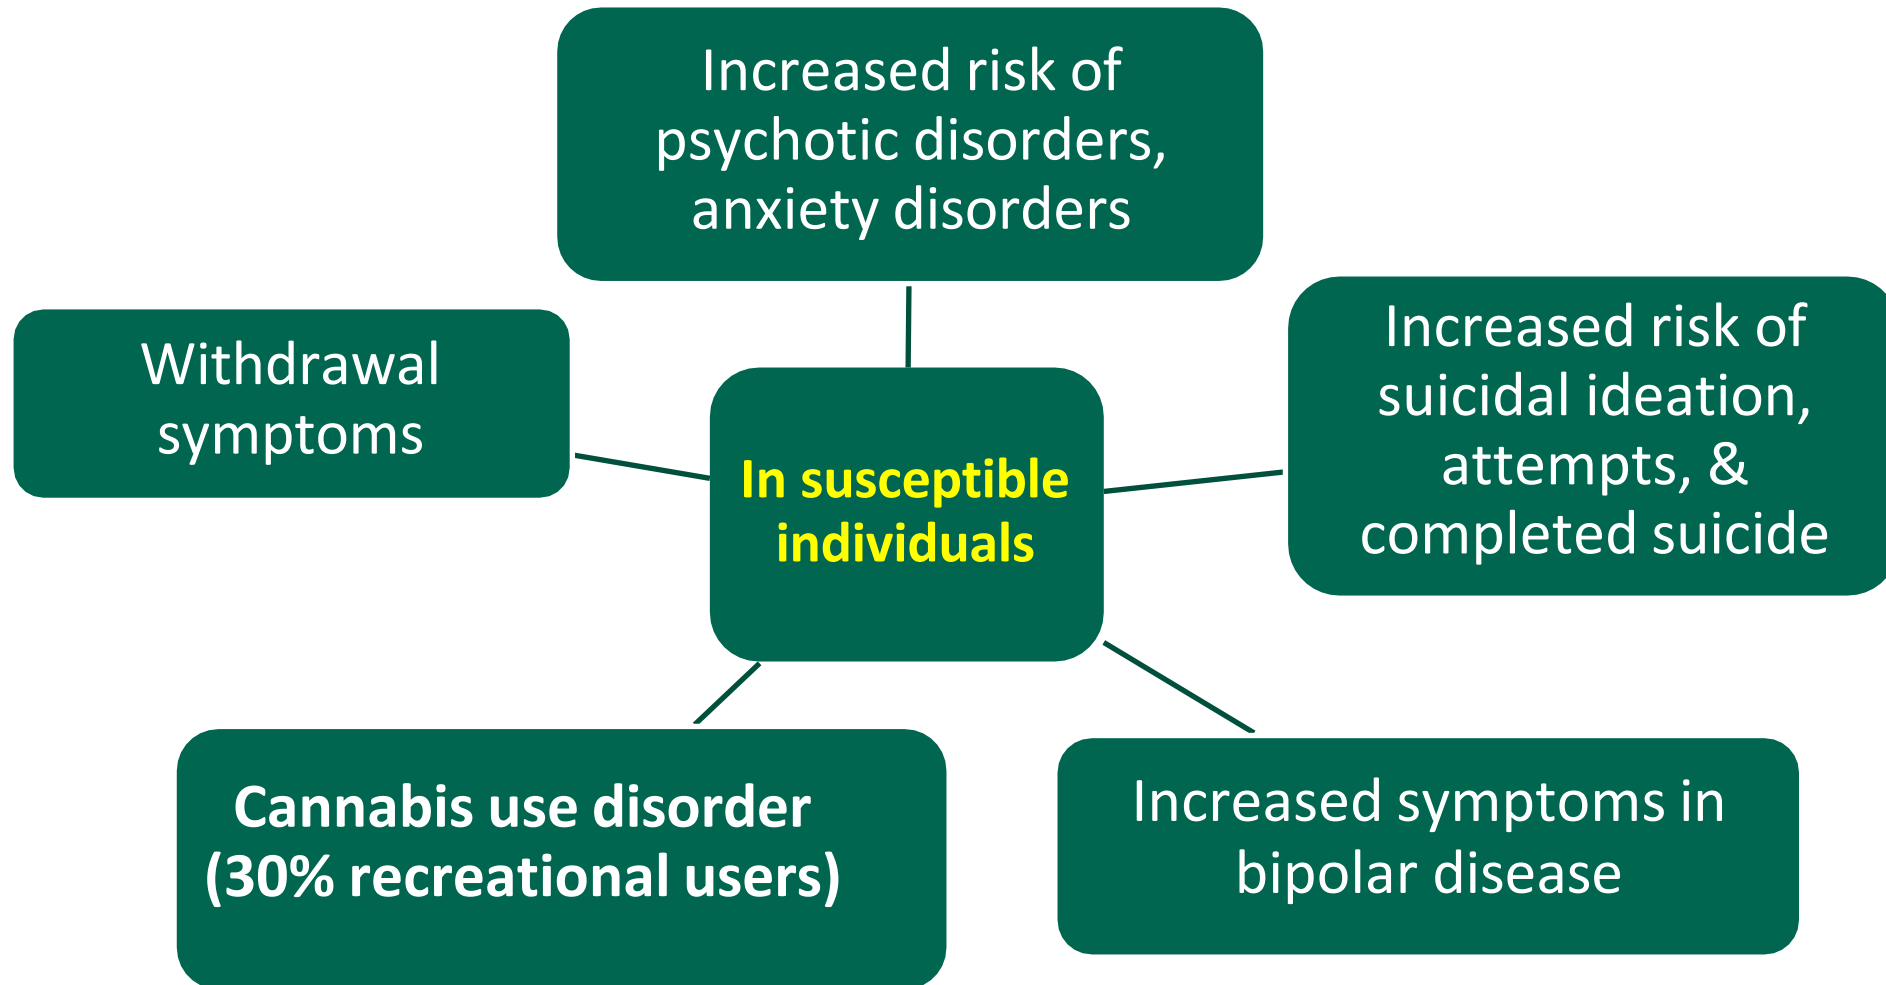 Increased risk of
psychotic disorders,
anxiety disorders
Withdrawal
symptoms
In susceptible
individuals
Increased risk of
suicidal ideation,
attempts, &
completed suicide
Cannabis use disorder
(30% recreational users)
Increased symptoms in
bipolar disease